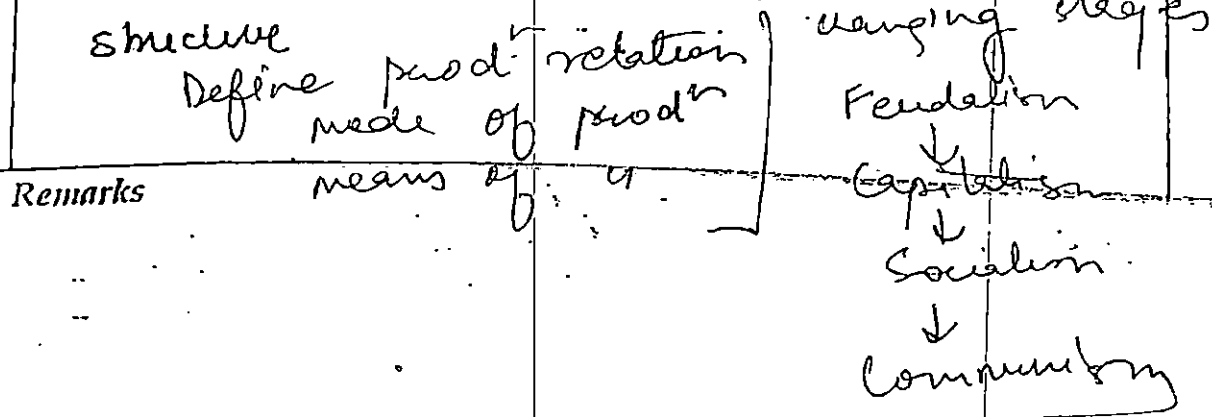 structure
Define prodⁿ relation
mode of prodⁿ
means of "
Remarks
changing stages
Feudalism
↓
Capitalism
↓
Socialism
↓
Communism